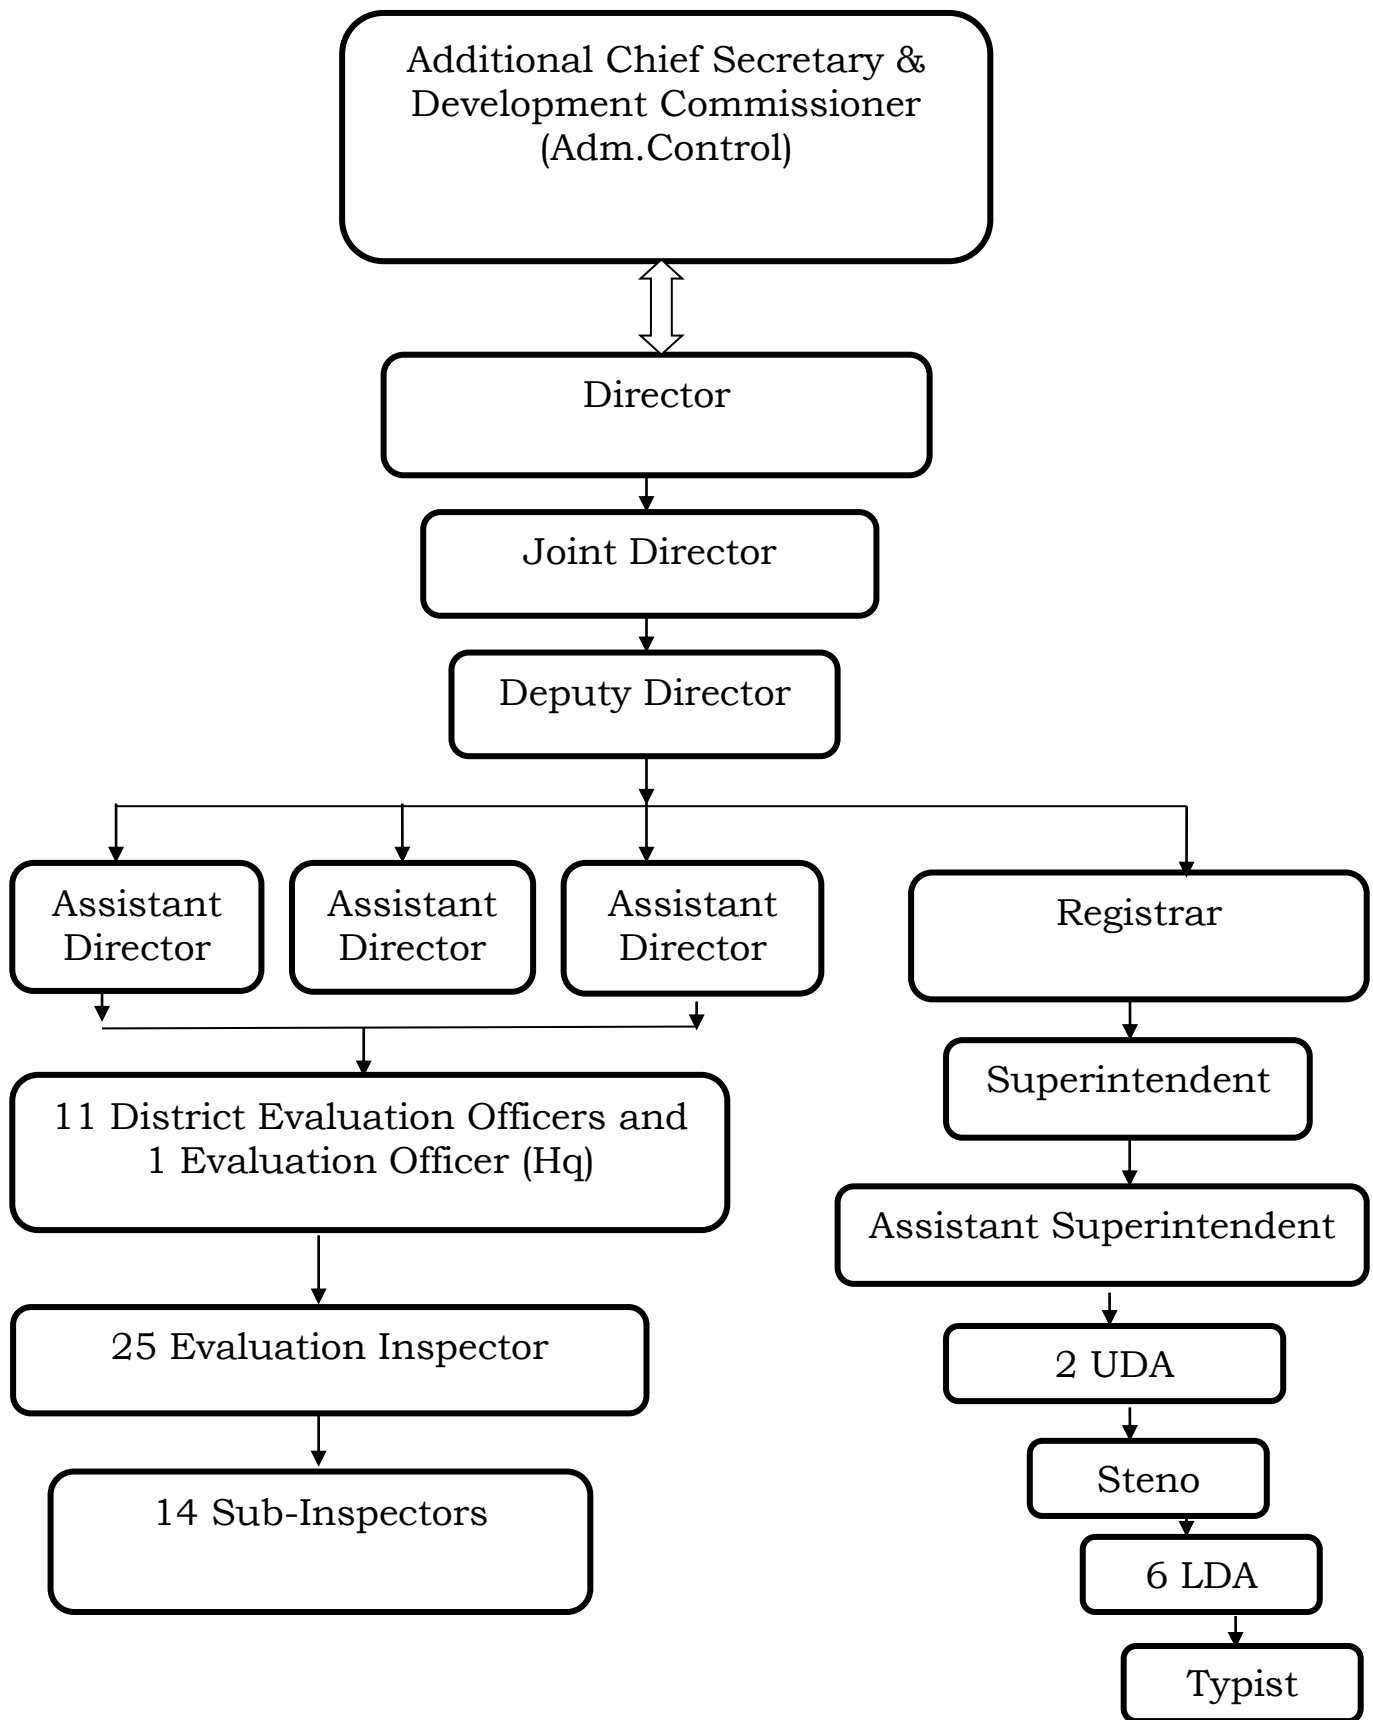 Additional Chief Secretary &
Development Commissioner
(Adm.Control)
Director
Joint Director
Deputy Director
Assistant
Director
Assistant
Director
Assistant
Director
Registrar
Superintendent
11 District Evaluation Officers and
1 Evaluation Officer (Hq)
Assistant Superintendent
25 Evaluation Inspector
2 UDA
Steno
14 Sub-Inspectors
6 LDA
Typist